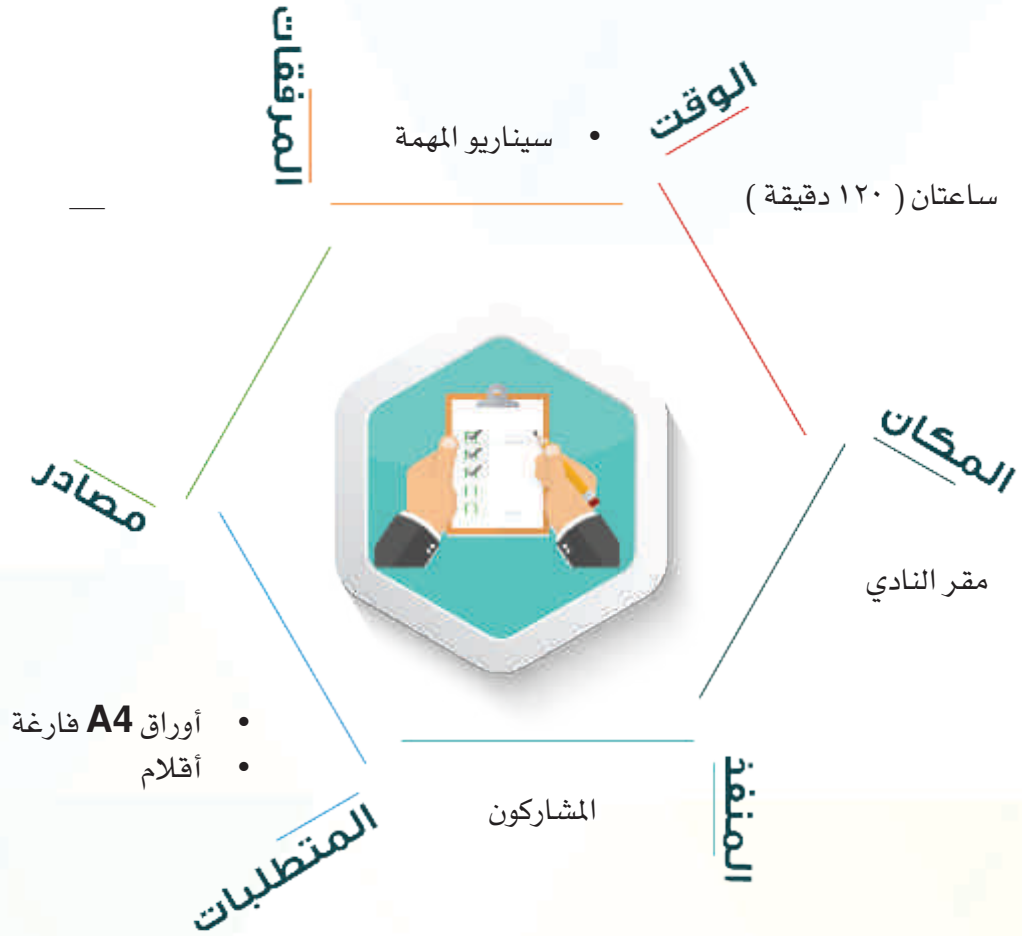 الوقت
ساعتان ( ١٢٠ دقيقة )
المكان
مقر النادي
المنفذ
المشاركون
المتطلبات
• أوراق A4 فارغة
• أقلام
مصادر
—
المرفقات
• سيناريو المهمة